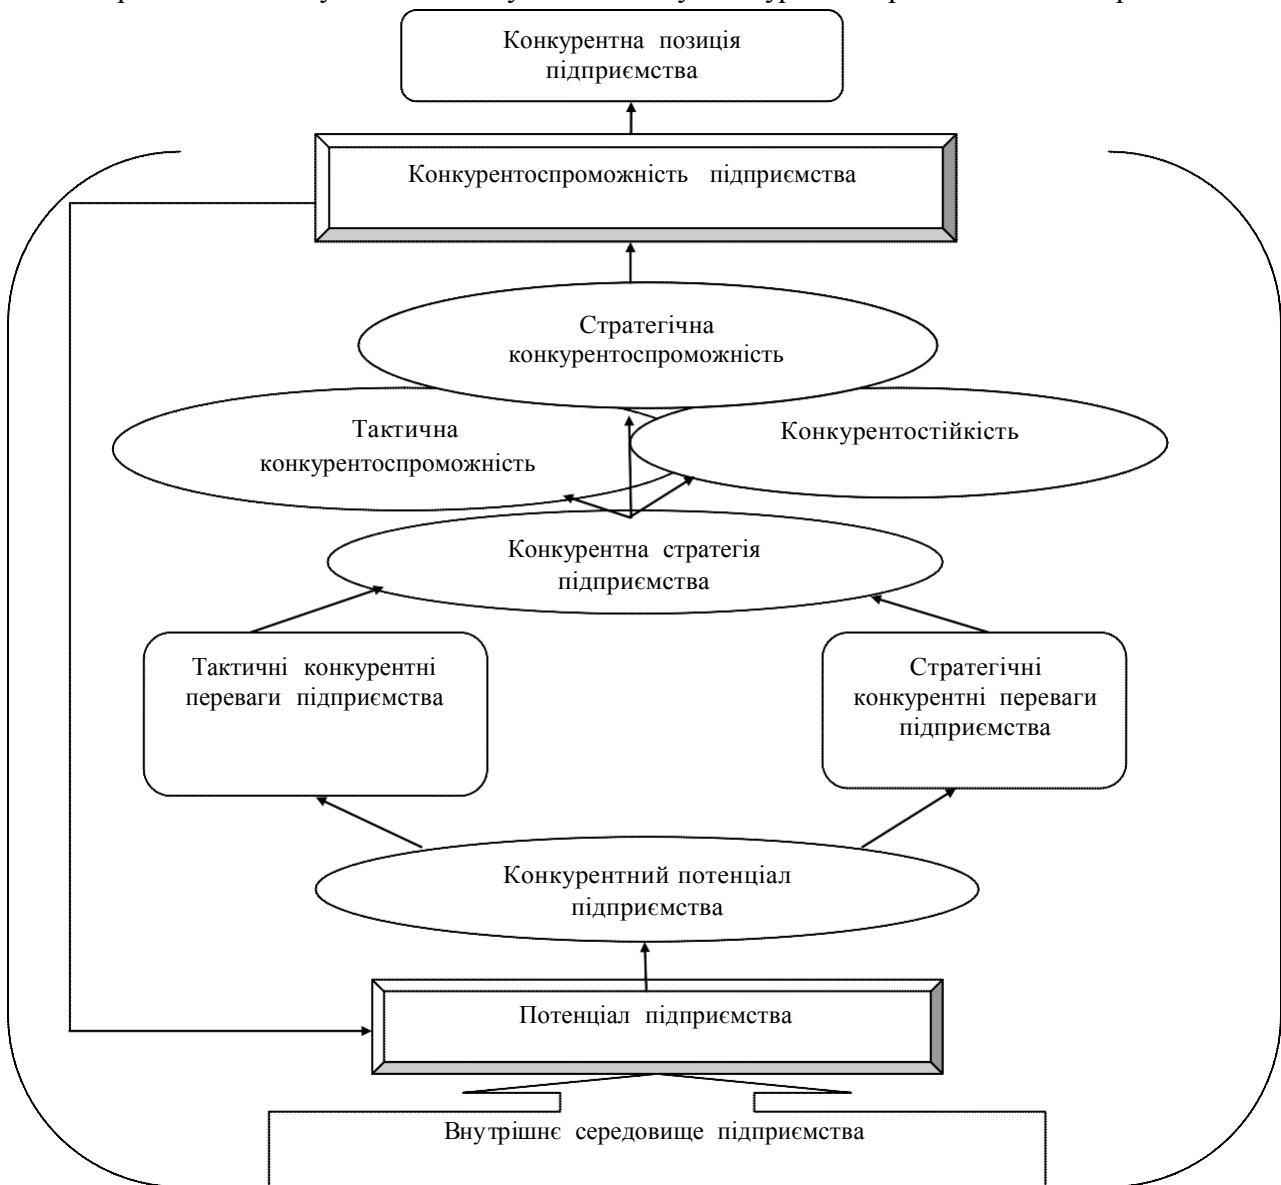 Конкурентна позиція
підприємства
Конкурентоспроможність підприємства
Стратегічна
конкурентоспроможність
Тактична
конкурентоспроможність
Конкурентостійкість
Конкурентна стратегія
підприємства
Тактичні конкурентні
переваги підприємства
Стратегічні
конкурентні переваги
підприємства
Конкурентний потенціал
підприємства
Потенціал підприємства
Внутрішнє середовище підприємства